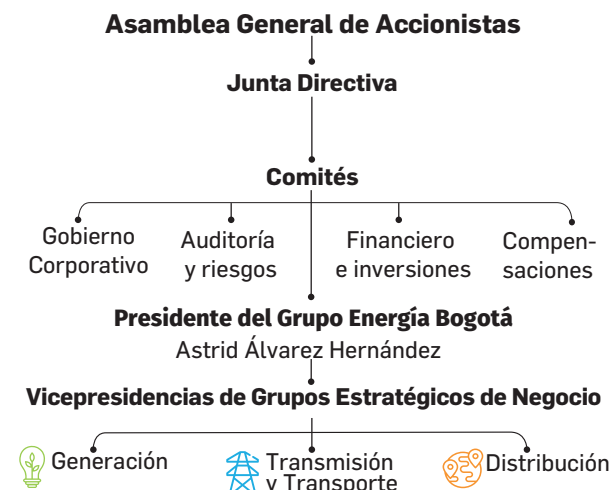 Asamblea General de Accionistas
Junta Directiva
Comités
Gobierno
Corporativo
Auditoría
y riesgos
Financiero
e inversiones
Compen-
saciones
Presidente del Grupo Energía Bogotá
Astrid Álvarez Hernández
Vicepresidencias de Grupos Estratégicos de Negocio
Generación
Transmisión
y Transporte
Distribución